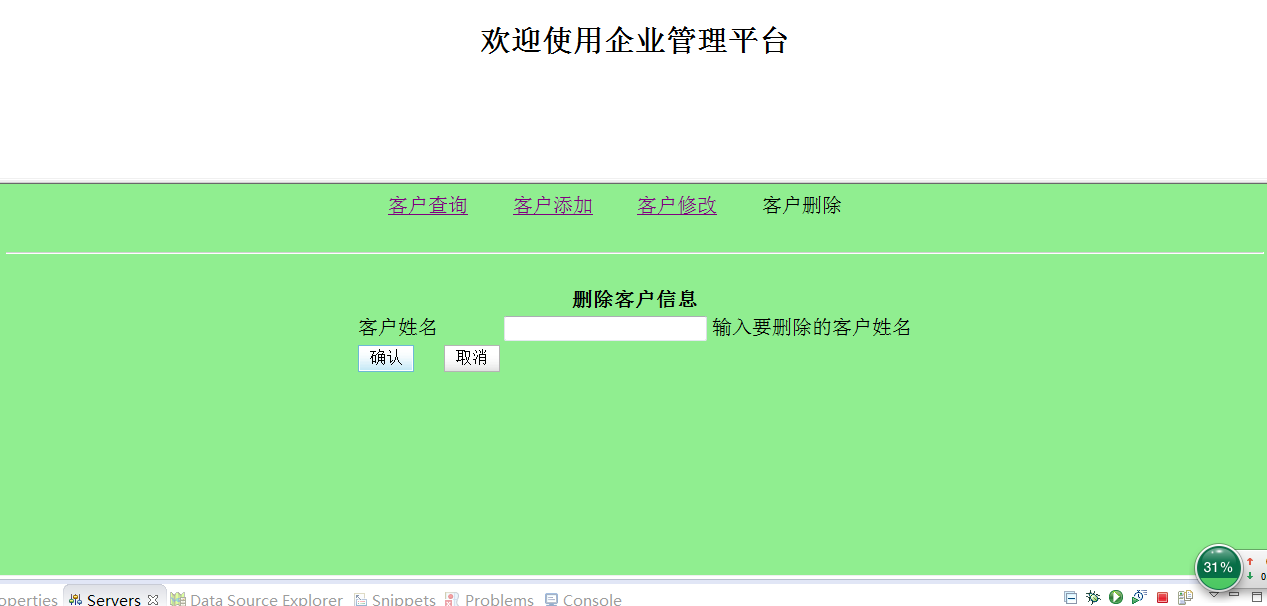 欢迎使用企业管理平台
客户查询 客户添加 客户修改 客户删除
删除客户信息
客户姓名 输入要删除的客户姓名
确认 取消
31%
operties Servers Data Source Explorer Snippets Problems Console